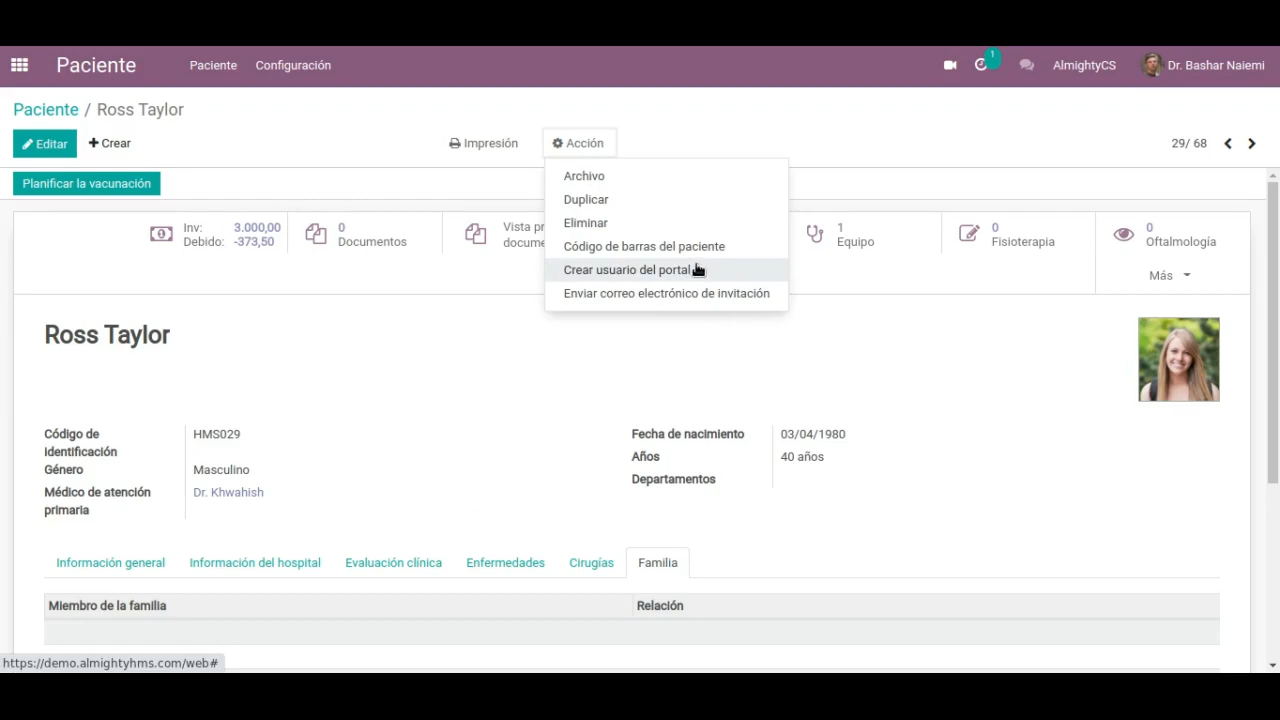 Paciente
Paciente
Configuración
1
AlmightyCS
Dr. Bashar Naiemi
Paciente / Ross Taylor
Editar
Crear
Impresión
Acción
29/ 68
Planificar la vacunación
Archivo
Duplicar
Eliminar
Código de barras del paciente
Crear usuario del portal
Enviar correo electrónico de invitación
Inv: 3.000,00
Debido: -373,50
0
Documentos
Vista pr
docume
1
Equipo
0
Fisioterapia
0
Oftalmología
Más
Ross Taylor
Código de
identificación
HMS029
Género
Masculino
Médico de atención
primaria
Dr. Khwahish
Fecha de nacimiento
03/04/1980
Años
40 años
Departamentos
Información general
Información del hospital
Evaluación clínica
Enfermedades
Cirugías
Familia
Miembro de la familia
Relación
https://demo.almightyhms.com/web#